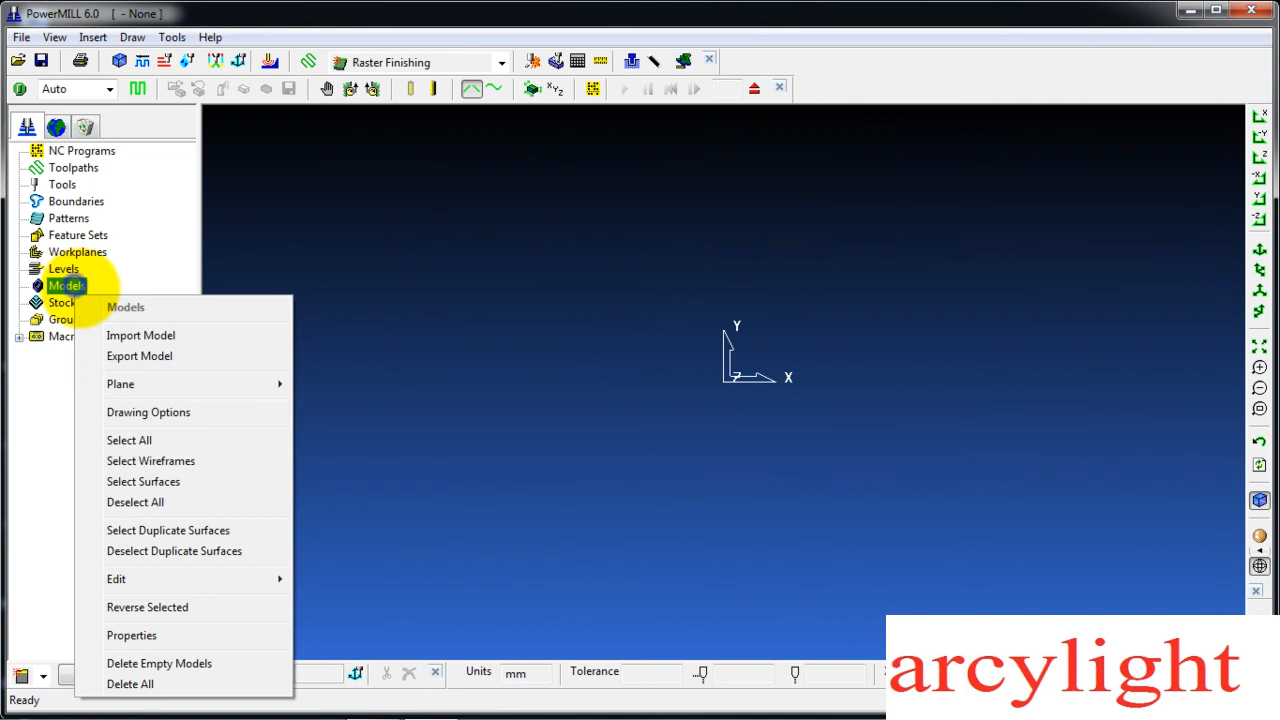 PowerMILL 6.0 [ - None ]
File View Insert Draw Tools Help
Raster Finishing
Auto
NC Programs
Toolpaths
Tools
Boundaries
Patterns
Feature Sets
Workplanes
Levels
Models
Stock
Grou
Macr
Models
Import Model
Export Model
Plane
Drawing Options
Select All
Select Wireframes
Select Surfaces
Deselect All
Select Duplicate Surfaces
Deselect Duplicate Surfaces
Edit
Reverse Selected
Properties
Delete Empty Models
Delete All
Y
Z X
Units mm Tolerance
Ready
arcylight